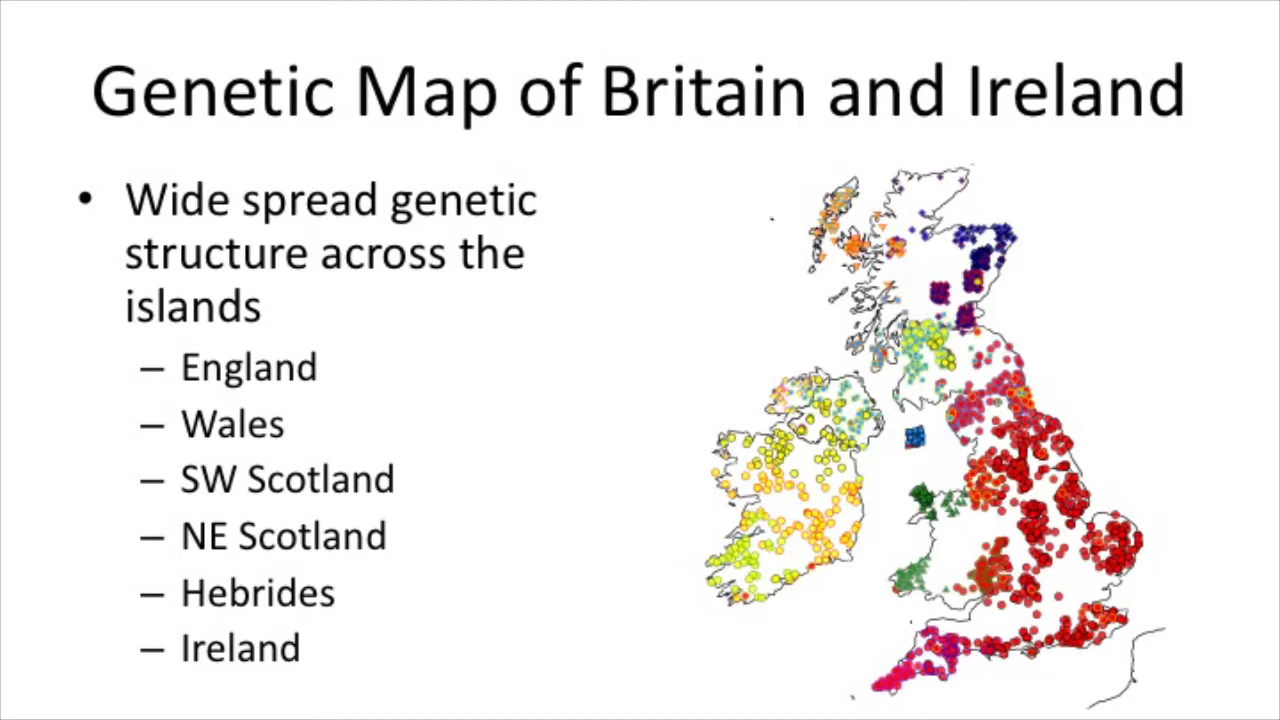 Genetic Map of Britain and Ireland
• Wide spread genetic
structure across the
islands
– England
– Wales
– SW Scotland
– NE Scotland
– Hebrides
– Ireland